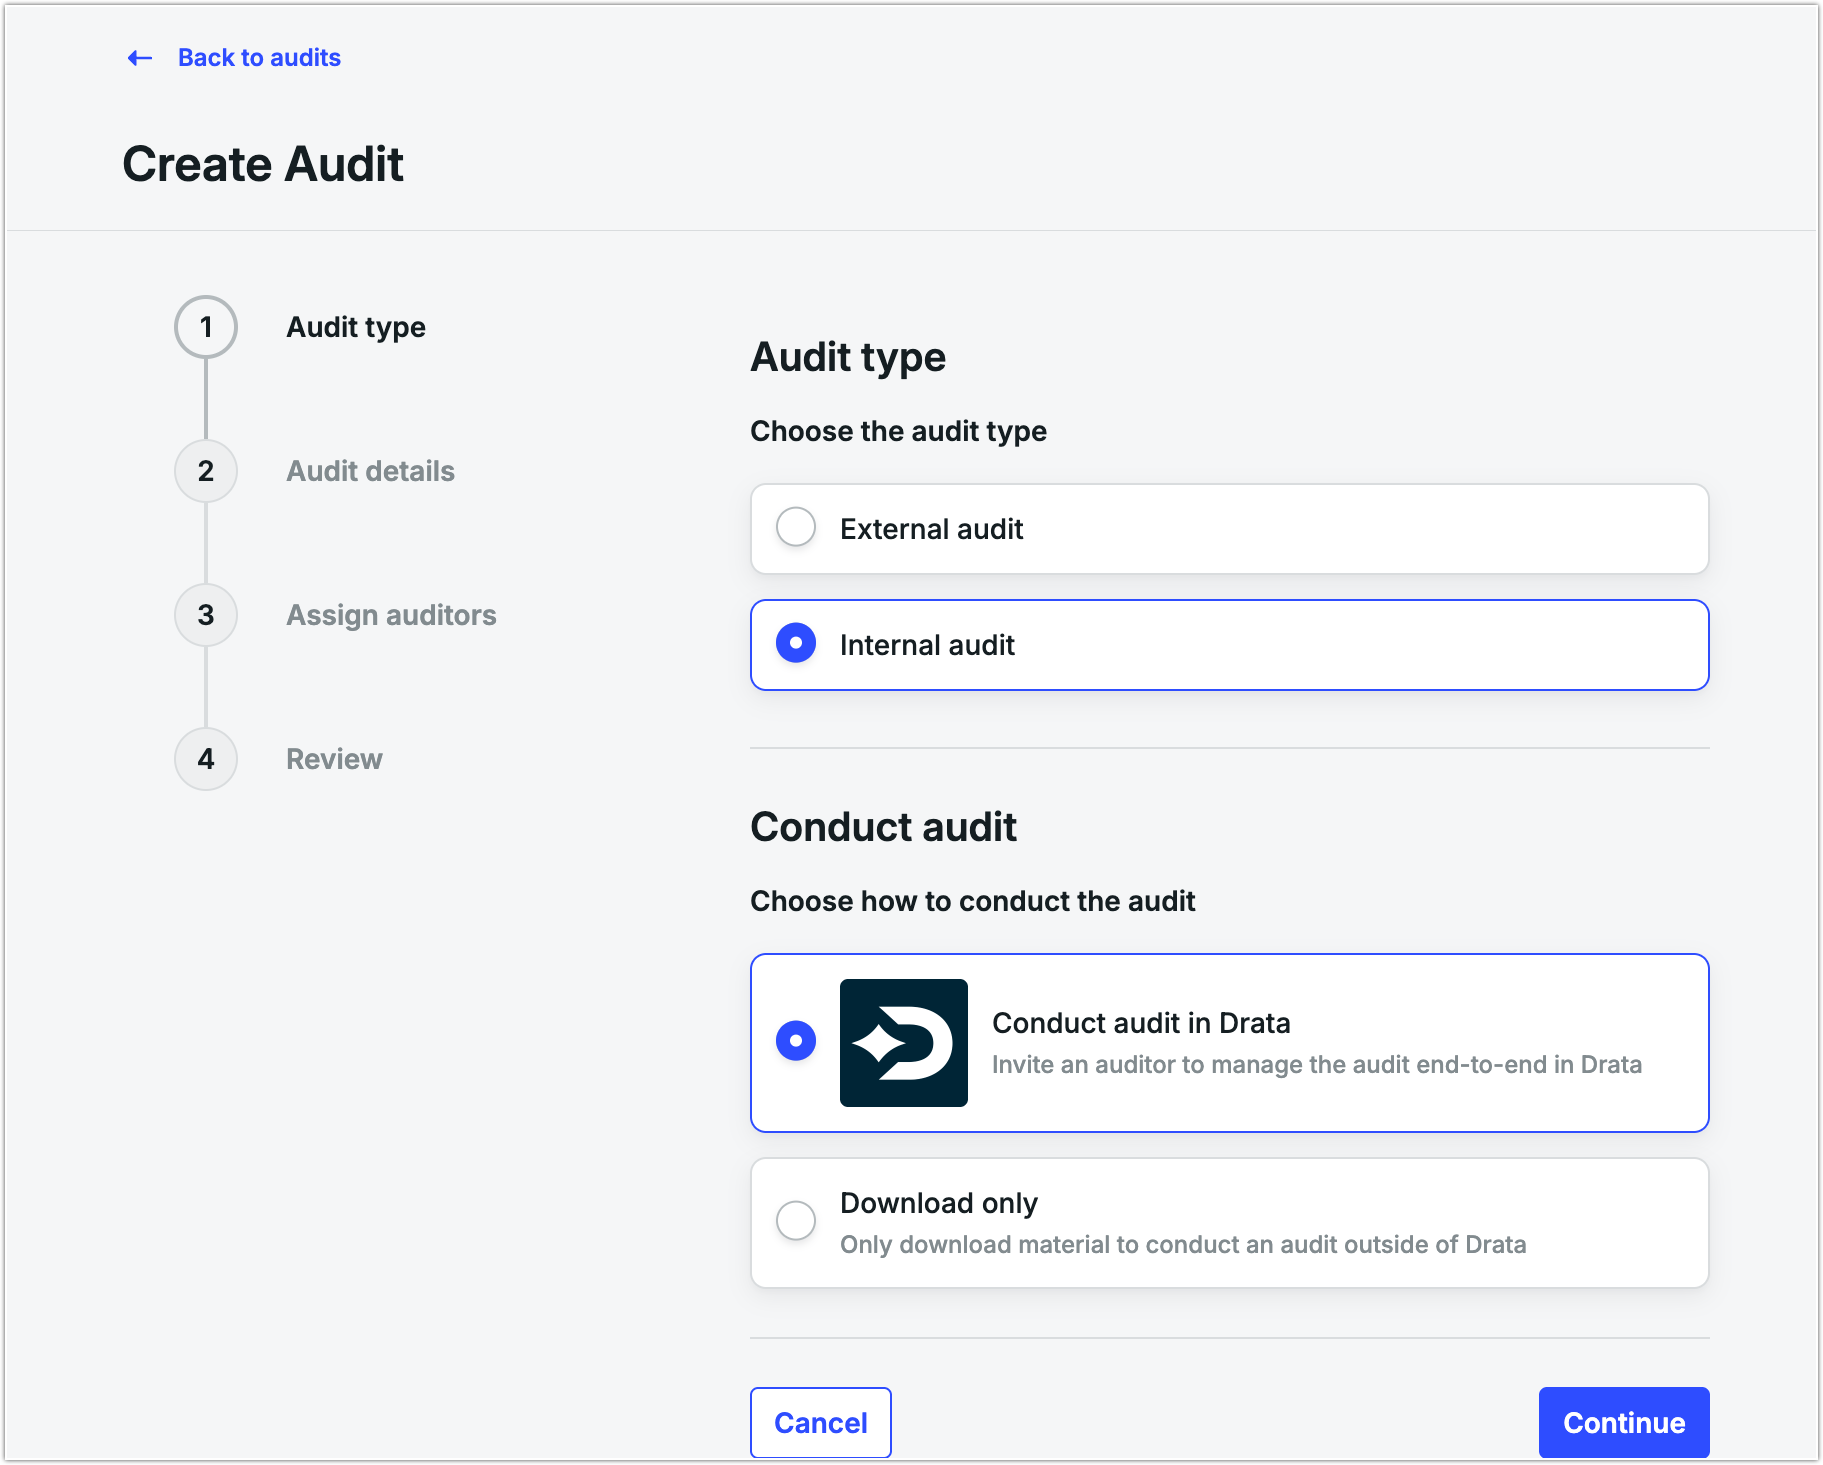 Back to audits
Create Audit
1 Audit type
2 Audit details
3 Assign auditors
4 Review
Audit type
Choose the audit type
External audit
Internal audit
Conduct audit
Choose how to conduct the audit
Conduct audit in Drata
Invite an auditor to manage the audit end-to-end in Drata
Download only
Only download material to conduct an audit outside of Drata
Cancel
Continue